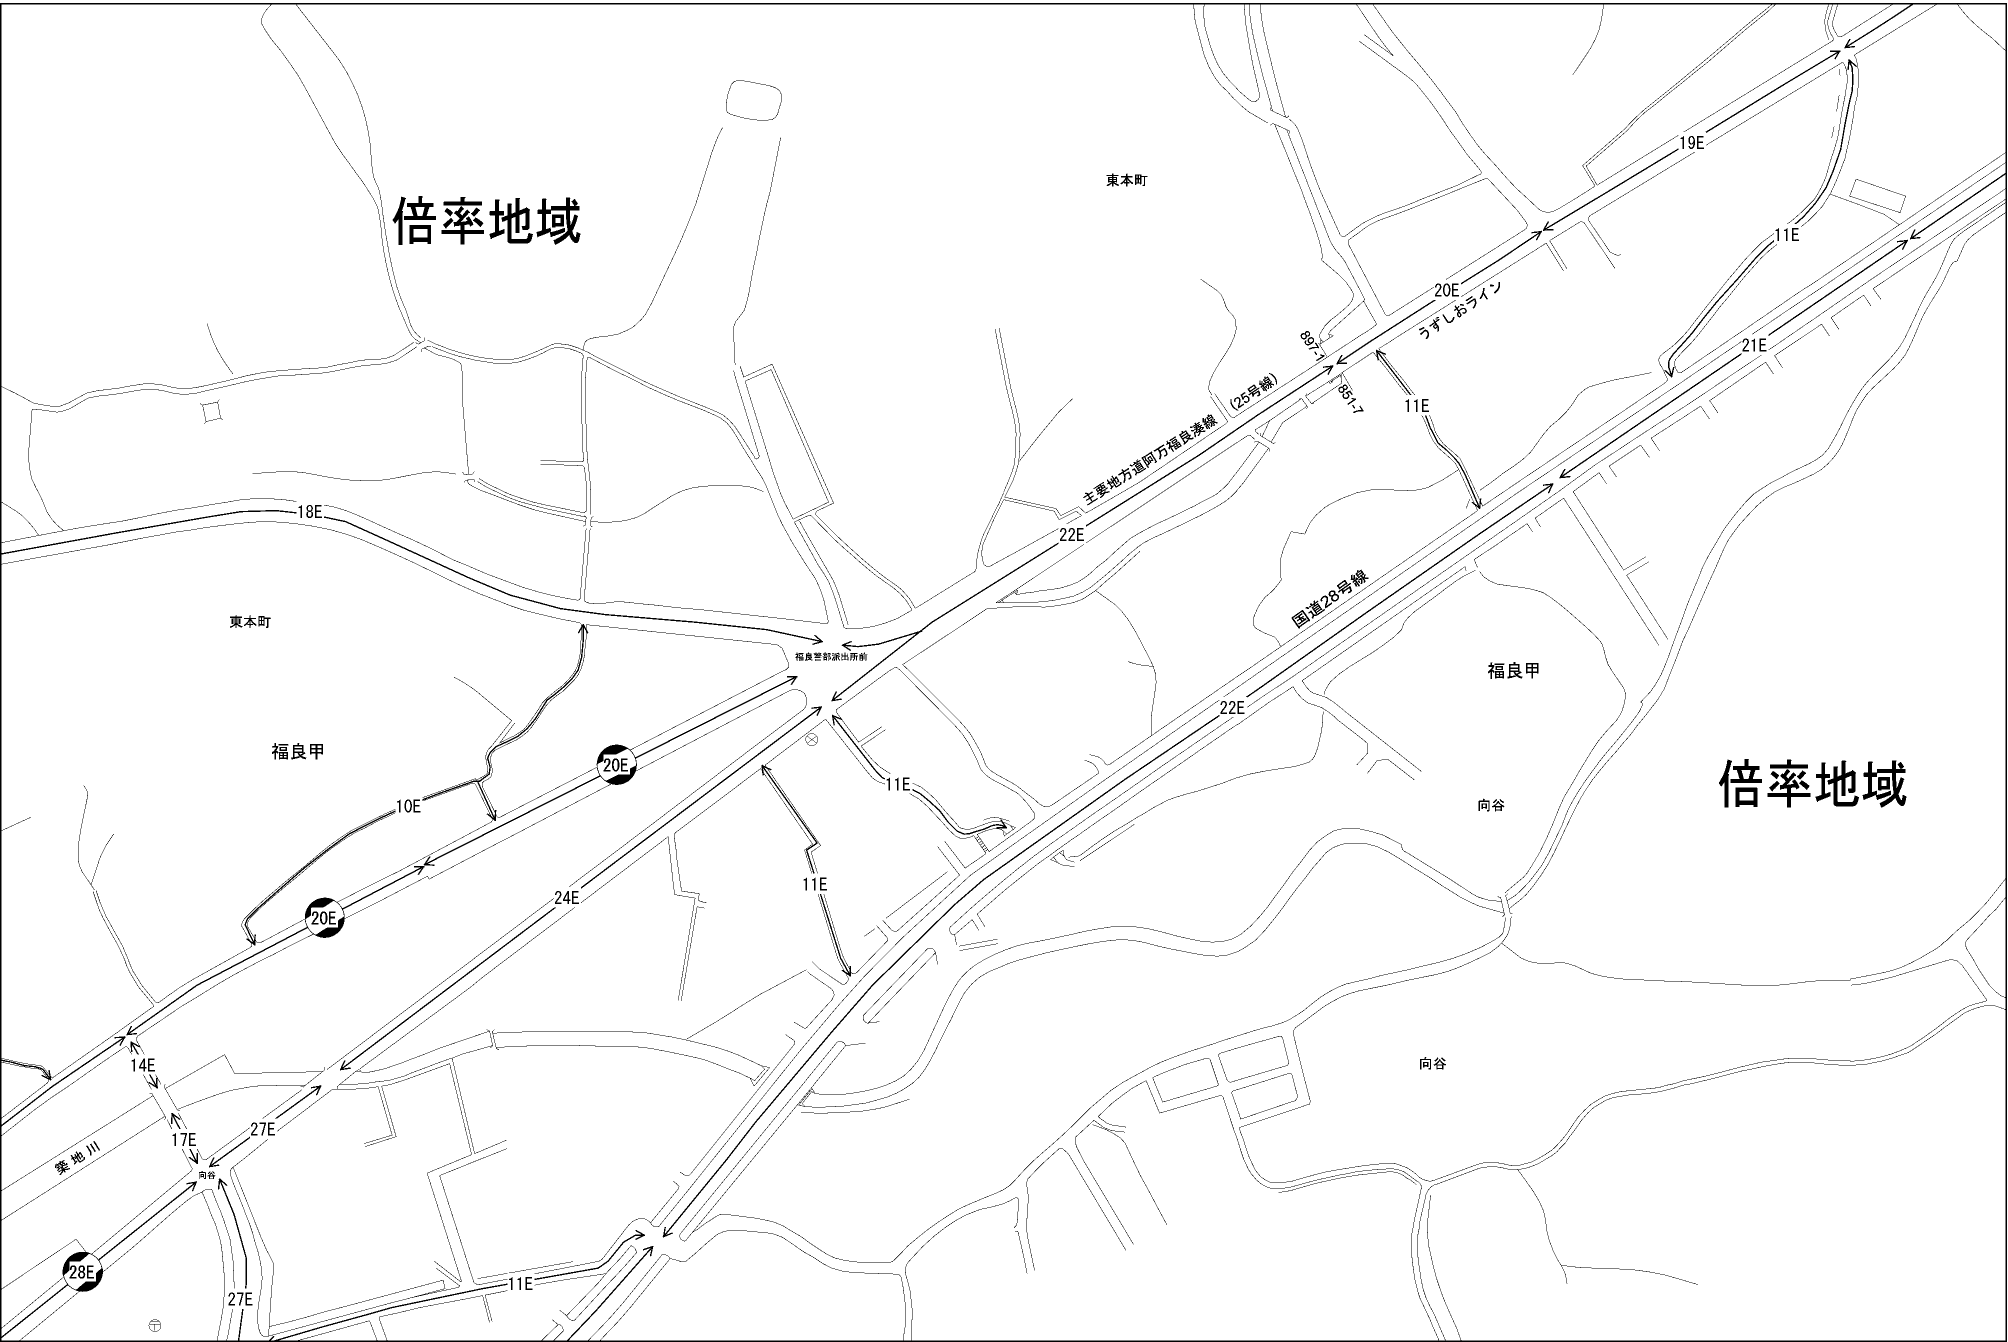 19E
東本町
倍率地域
11E
20E
うずしおライン
897-1
21E
851-7
(25号線)
11E
主要地方道阿万福良湊線
18E
22E
国道28号線
東本町
福良警部派出所前
福良甲
22E
福良甲
20E
11E
倍率地域
10E
向谷
11E
24E
20E
14E
向谷
27E
17E
築地川
向谷
28E
11E
27E